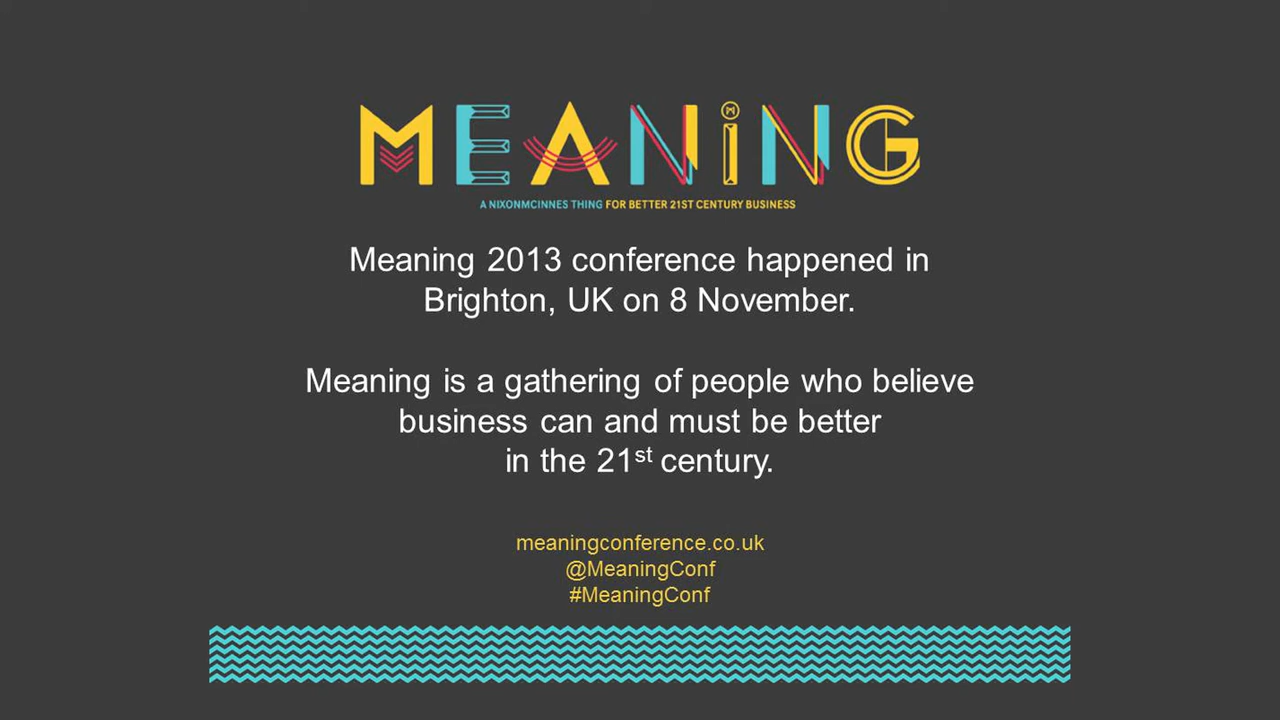 MEANiNG
A NIXONMCINNES THING FOR BETTER 21ST CENTURY BUSINESS
Meaning 2013 conference happened in
Brighton, UK on 8 November.
Meaning is a gathering of people who believe
business can and must be better
in the 21st century.
meaningconference.co.uk
@MeaningConf
#MeaningConf